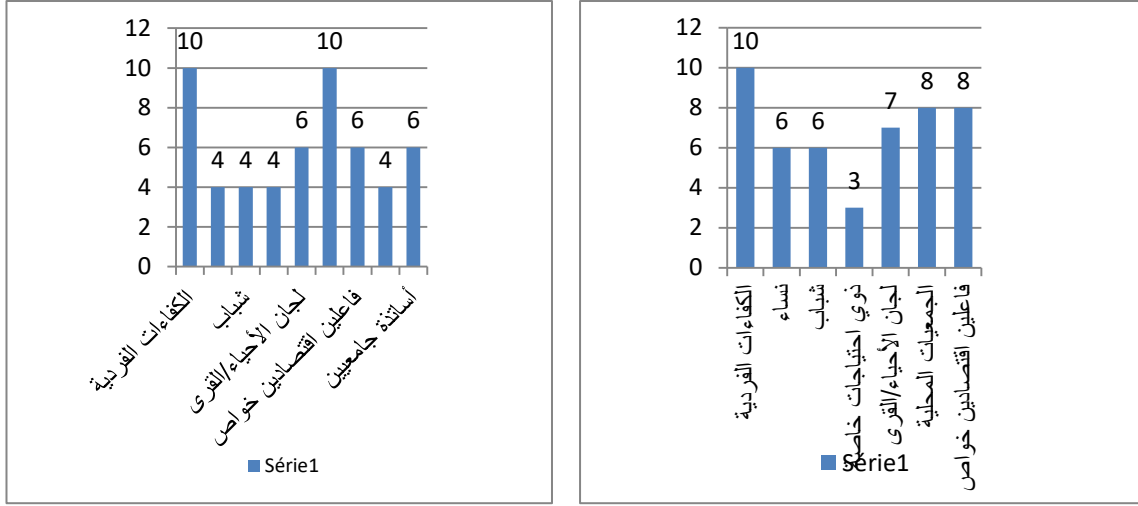 12
10
8
6
4
2
0
10
4
4
4
6
10
6
4
6
الكفاءات الفردية
شباب
لجان الأحياء/القرى
فاعلين اقتصادين خواص
أساتذة جامعيين
Série1
12
10
8
6
4
2
0
10
6
6
3
7
8
8
الكفاءات الفردية
نساء
شباب
ذوي احتياجات خاصة
لجان الأحياء/القرى
الجمعيات المحلية
فاعلين اقتصادين خواص
Série1